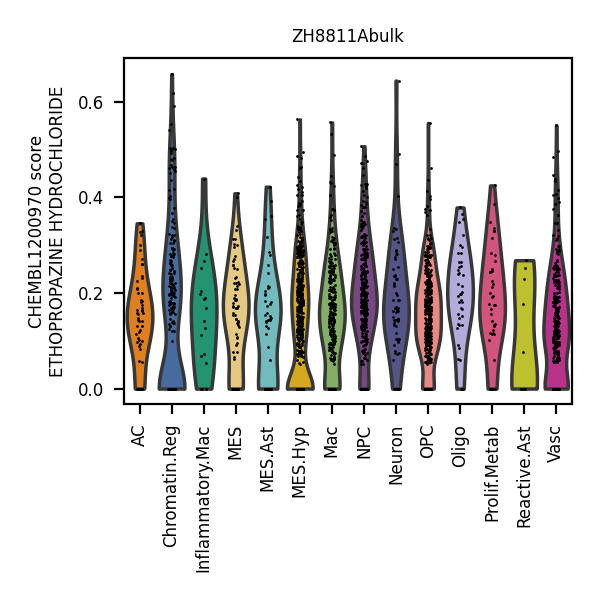 ZH8811Abulk
CHEMBL1200970 score
ETHOPROPAZINE HYDROCHLORIDE
0.6
0.4
0.2
0.0
AC
Chromatin.Reg
Inflammatory.Mac
MES
MES.Ast
MES.Hyp
Mac
NPC
Neuron
OPC
Oligo
Prolif.Metab
Reactive.Ast
Vasc